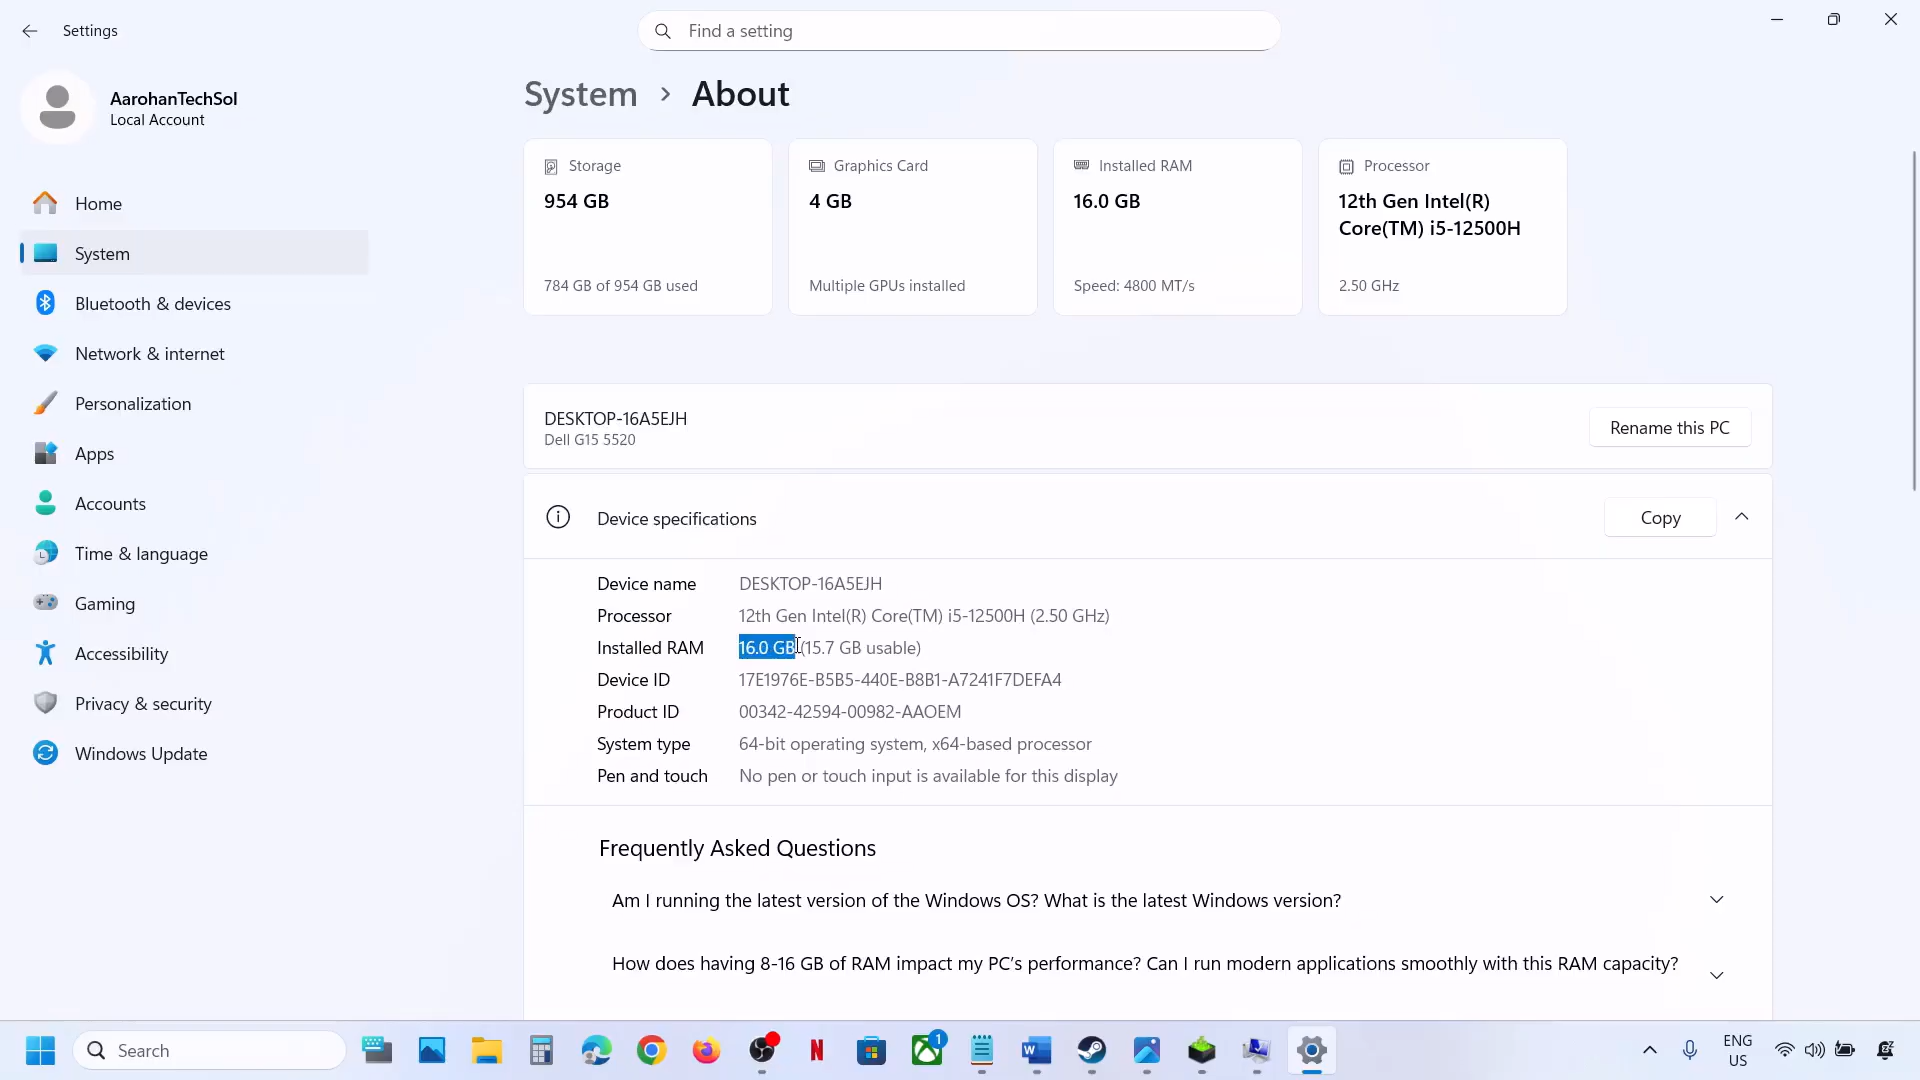 Settings
Find a setting
AarohanTechSol
Local Account
Home
System
Bluetooth & devices
Network & internet
Personalization
Apps
Accounts
Time & language
Gaming
Accessibility
Privacy & security
Windows Update
System > About
Storage
954 GB
784 GB of 954 GB used
Graphics Card
4 GB
Multiple GPUs installed
Installed RAM
16.0 GB
Speed: 4800 MT/s
Processor
12th Gen Intel(R)
Core(TM) i5-12500H
2.50 GHz
DESKTOP-16A5EJH
Dell G15 5520
Rename this PC
Device specifications
Copy
Device name DESKTOP-16A5EJH
Processor 12th Gen Intel(R) Core(TM) i5-12500H (2.50 GHz)
Installed RAM 16.0 GB (15.7 GB usable)
Device ID 17E1976E-B5B5-440E-B8B1-A7241F7DEFA4
Product ID 00342-42594-00982-AAOEM
System type 64-bit operating system, x64-based processor
Pen and touch No pen or touch input is available for this display
Frequently Asked Questions
Am I running the latest version of the Windows OS? What is the latest Windows version?
How does having 8-16 GB of RAM impact my PC's performance? Can I run modern applications smoothly with this RAM capacity?
Search
N
1
W
ENG
US